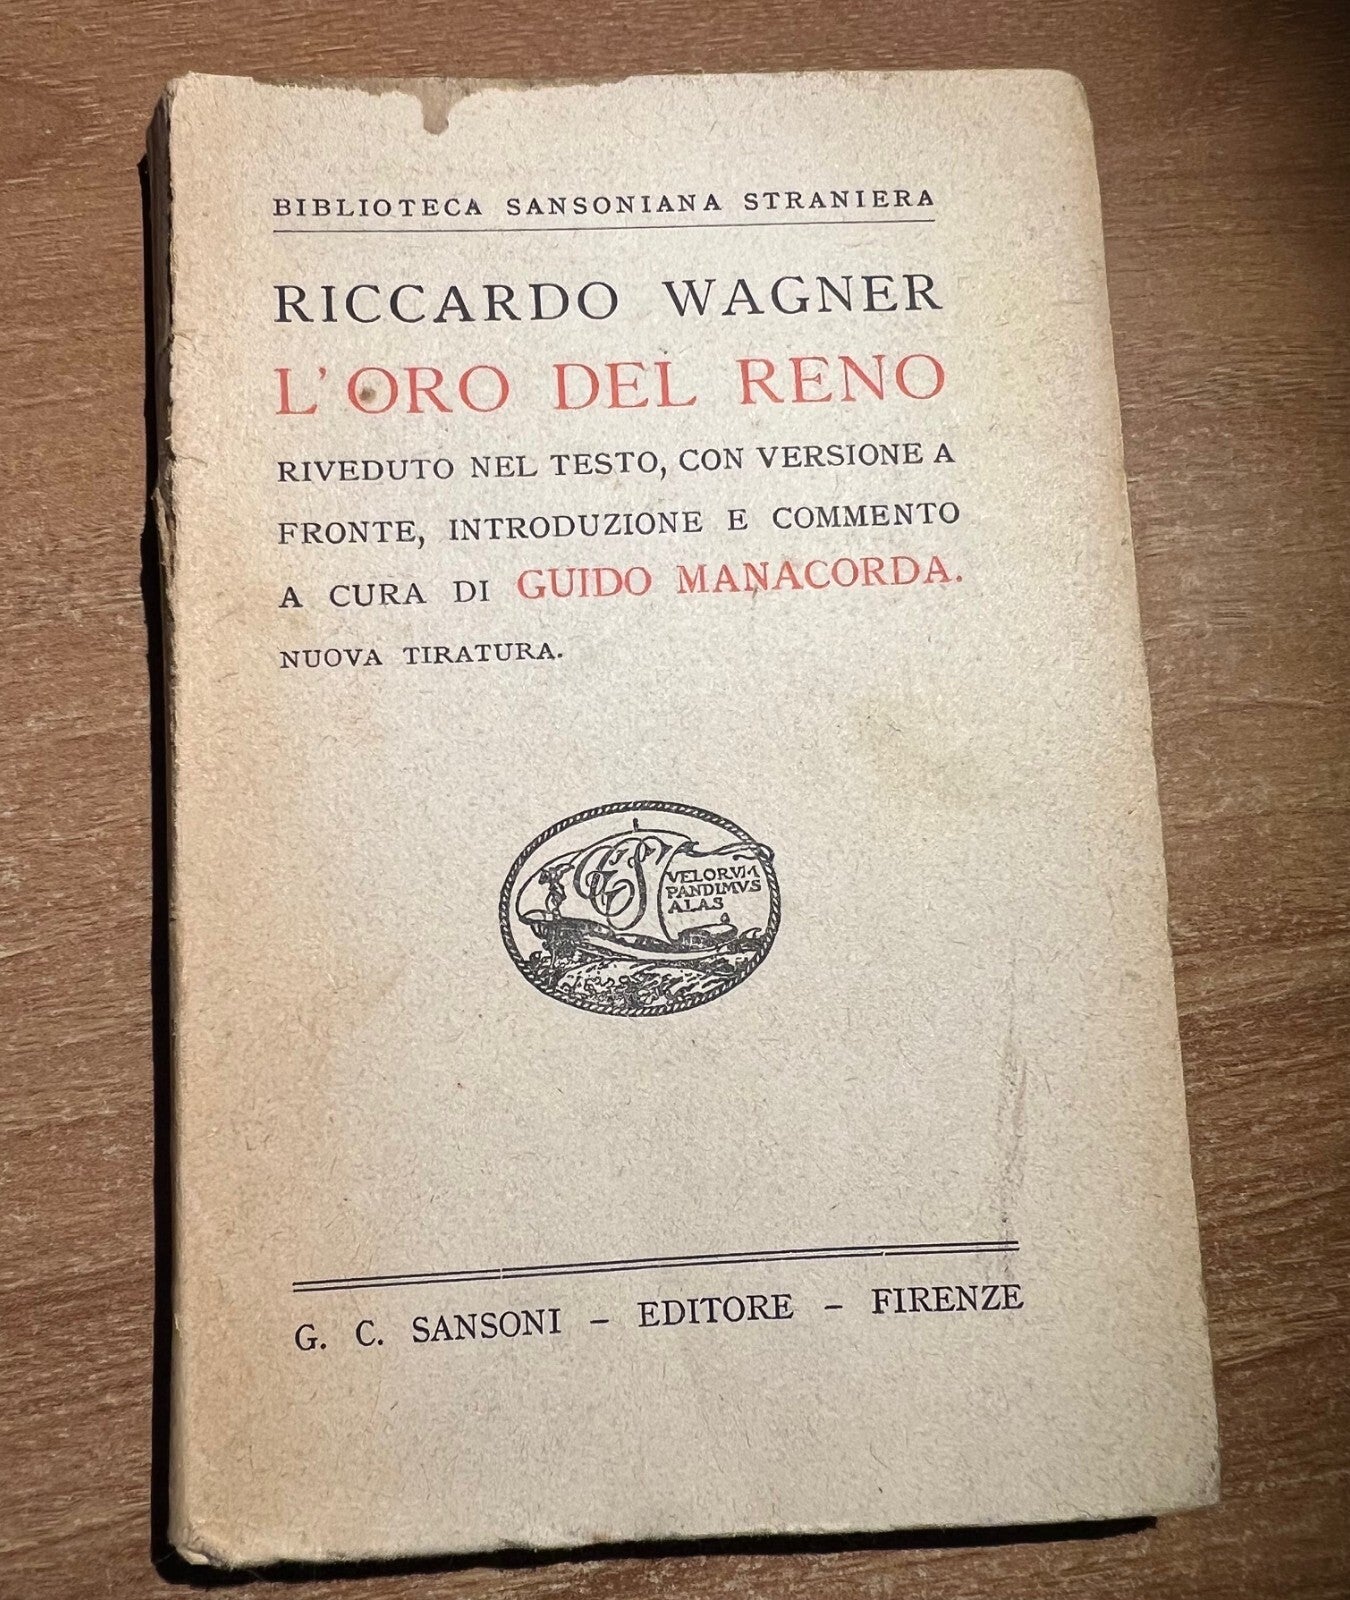 BIBLIOTECA SANSONIANA STRANIERA
RICCARDO WAGNER
L'ORO DEL RENO
RIVEDUTO NEL TESTO, CON VERSIONE A
FRONTE, INTRODUZIONE E COMMENTO
A CURA DI GUIDO MANACORDA.
NUOVA TIRATURA.
GCS
VELORVM
PANDIMVS
ALAS
G. C. SANSONI – EDITORE – FIRENZE